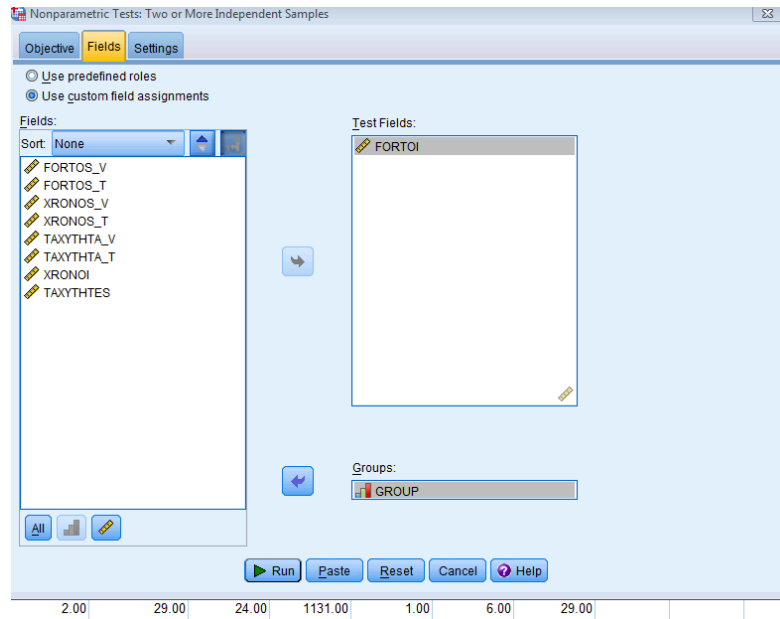 Nonparametric Tests: Two or More Independent Samples
Objective Fields Settings
Use predefined roles
Use custom field assignments
Fields:
Sort: None
FORTOS_V
FORTOS_T
XRONOS_V
XRONOS_T
TAXYTHTA_V
TAXYTHTA_T
XRONOI
TAXYTHTES
Test Fields:
FORTOI
Groups:
GROUP
All
Run Paste Reset Cancel Help
2.00 29.00 24.00 1131.00 1.00 6.00 29.00